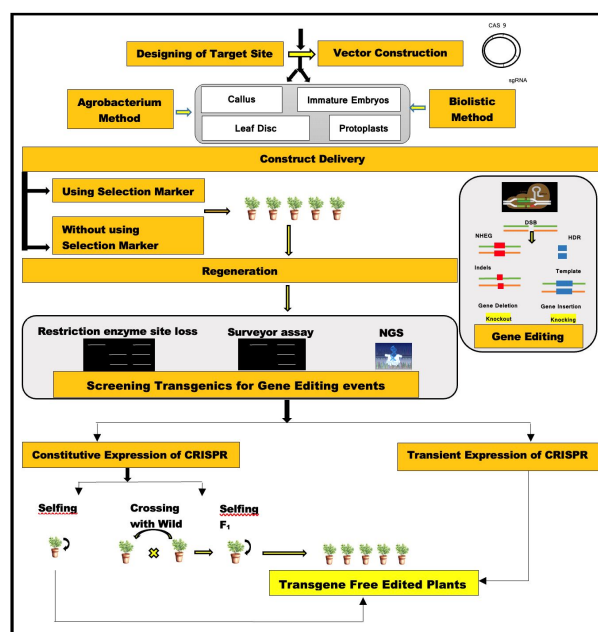 CAS 9
Designing of Target Site
Vector Construction
sgRNA
Agrobacterium
Method
Callus
Immature Embryos
Leaf Disc
Protoplasts
Biolistic
Method
Construct Delivery
Using Selection Marker
Without using
Selection Marker
Regeneration
DSB
NHEG
HDR
Indels
Template
Gene Deletion
Gene Insertion
Knockout
Knocking
Gene Editing
Restriction enzyme site loss
Surveyor assay
NGS
Screening Transgenics for Gene Editing events
Constitutive Expression of CRISPR
Transient Expression of CRISPR
Selfing
Crossing
with Wild
Selfing
F₁
Transgene Free Edited Plants